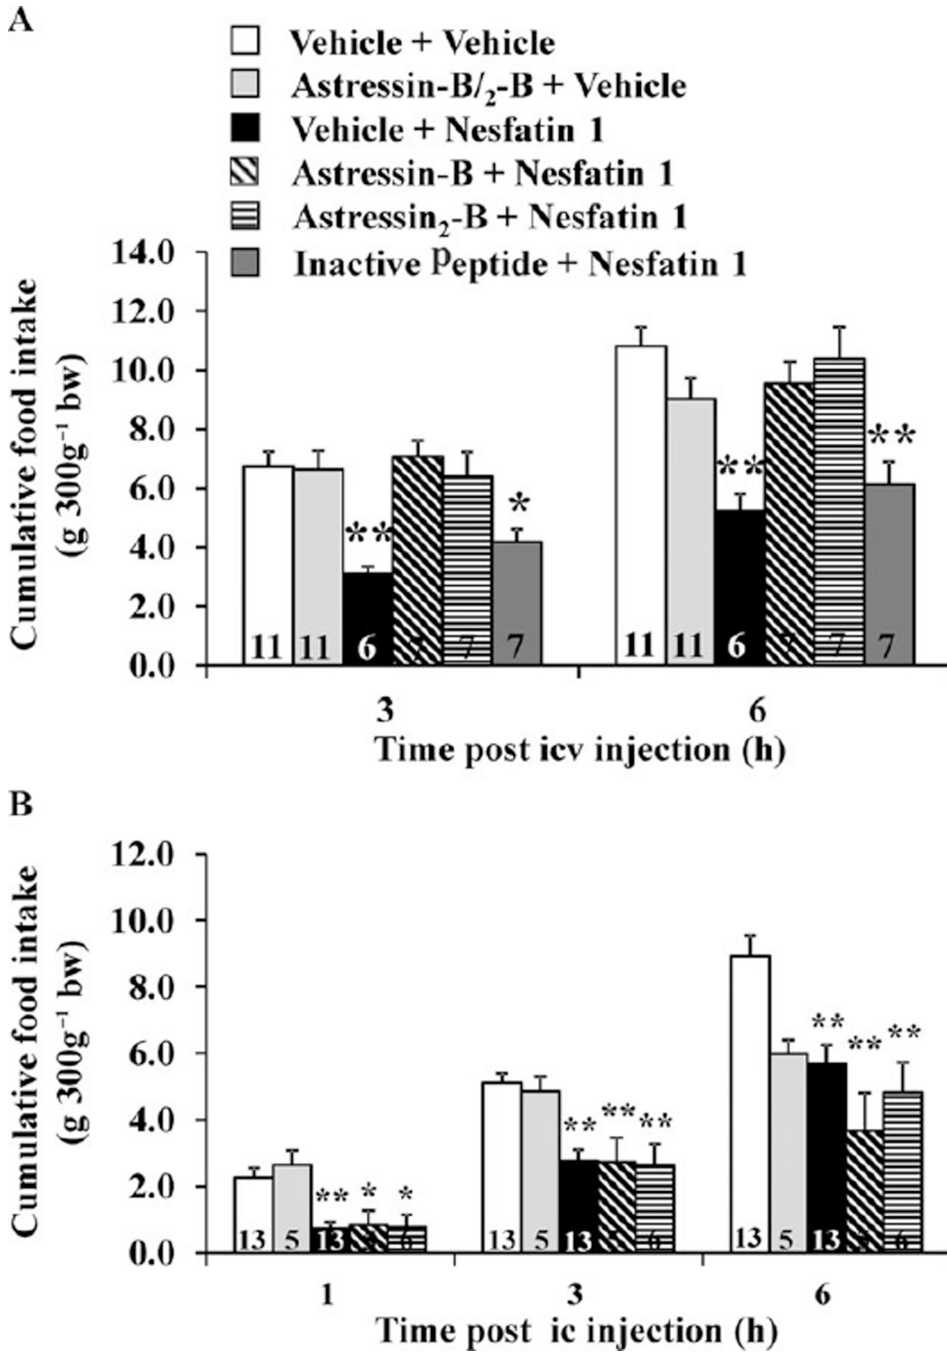 A
Vehicle + Vehicle
Astressin-B/₂-B + Vehicle
Vehicle + Nesfatin 1
Astressin-B + Nesfatin 1
Astressin₂-B + Nesfatin 1
Inactive Peptide + Nesfatin 1
Cumulative food intake
(g 300g⁻¹ bw)
14.0
12.0
10.0
8.0
6.0
4.0
2.0
0.0
** * ** **
11 11 6 7 7 7 11 11 6 7 7 7
3 6
Time post icv injection (h)
B
Cumulative food intake
(g 300g⁻¹ bw)
12.0
10.0
8.0
6.0
4.0
2.0
0.0
** * * ** ** ** ** ** **
13 5 13 6 13 5 13 5 6 13 5 13 6
1 3 6
Time post ic injection (h)